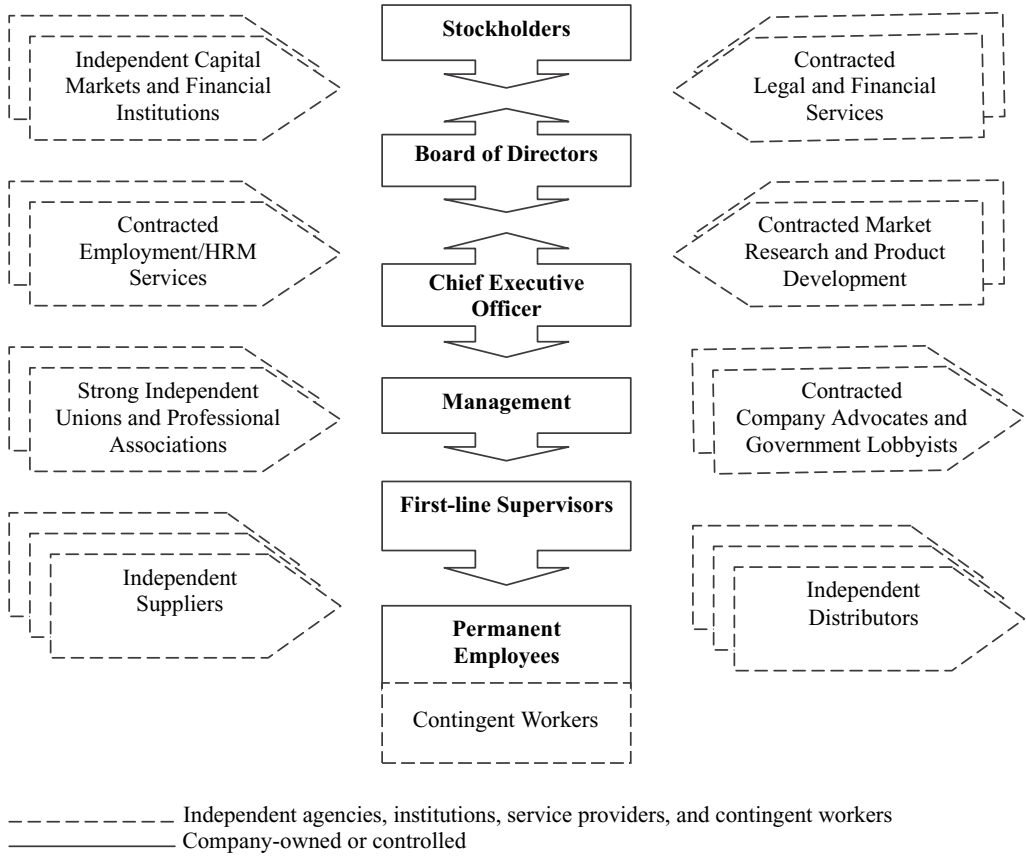 Stockholders
Independent Capital
Markets and Financial
Institutions
Contracted
Legal and Financial
Services
Board of Directors
Contracted
Employment/HRM
Services
Contracted Market
Research and Product
Development
Chief Executive
Officer
Strong Independent
Unions and Professional
Associations
Management
Contracted
Company Advocates and
Government Lobbyists
First-line Supervisors
Independent
Suppliers
Independent
Distributors
Permanent
Employees
Contingent Workers
Independent agencies, institutions, service providers, and contingent workers
Company-owned or controlled